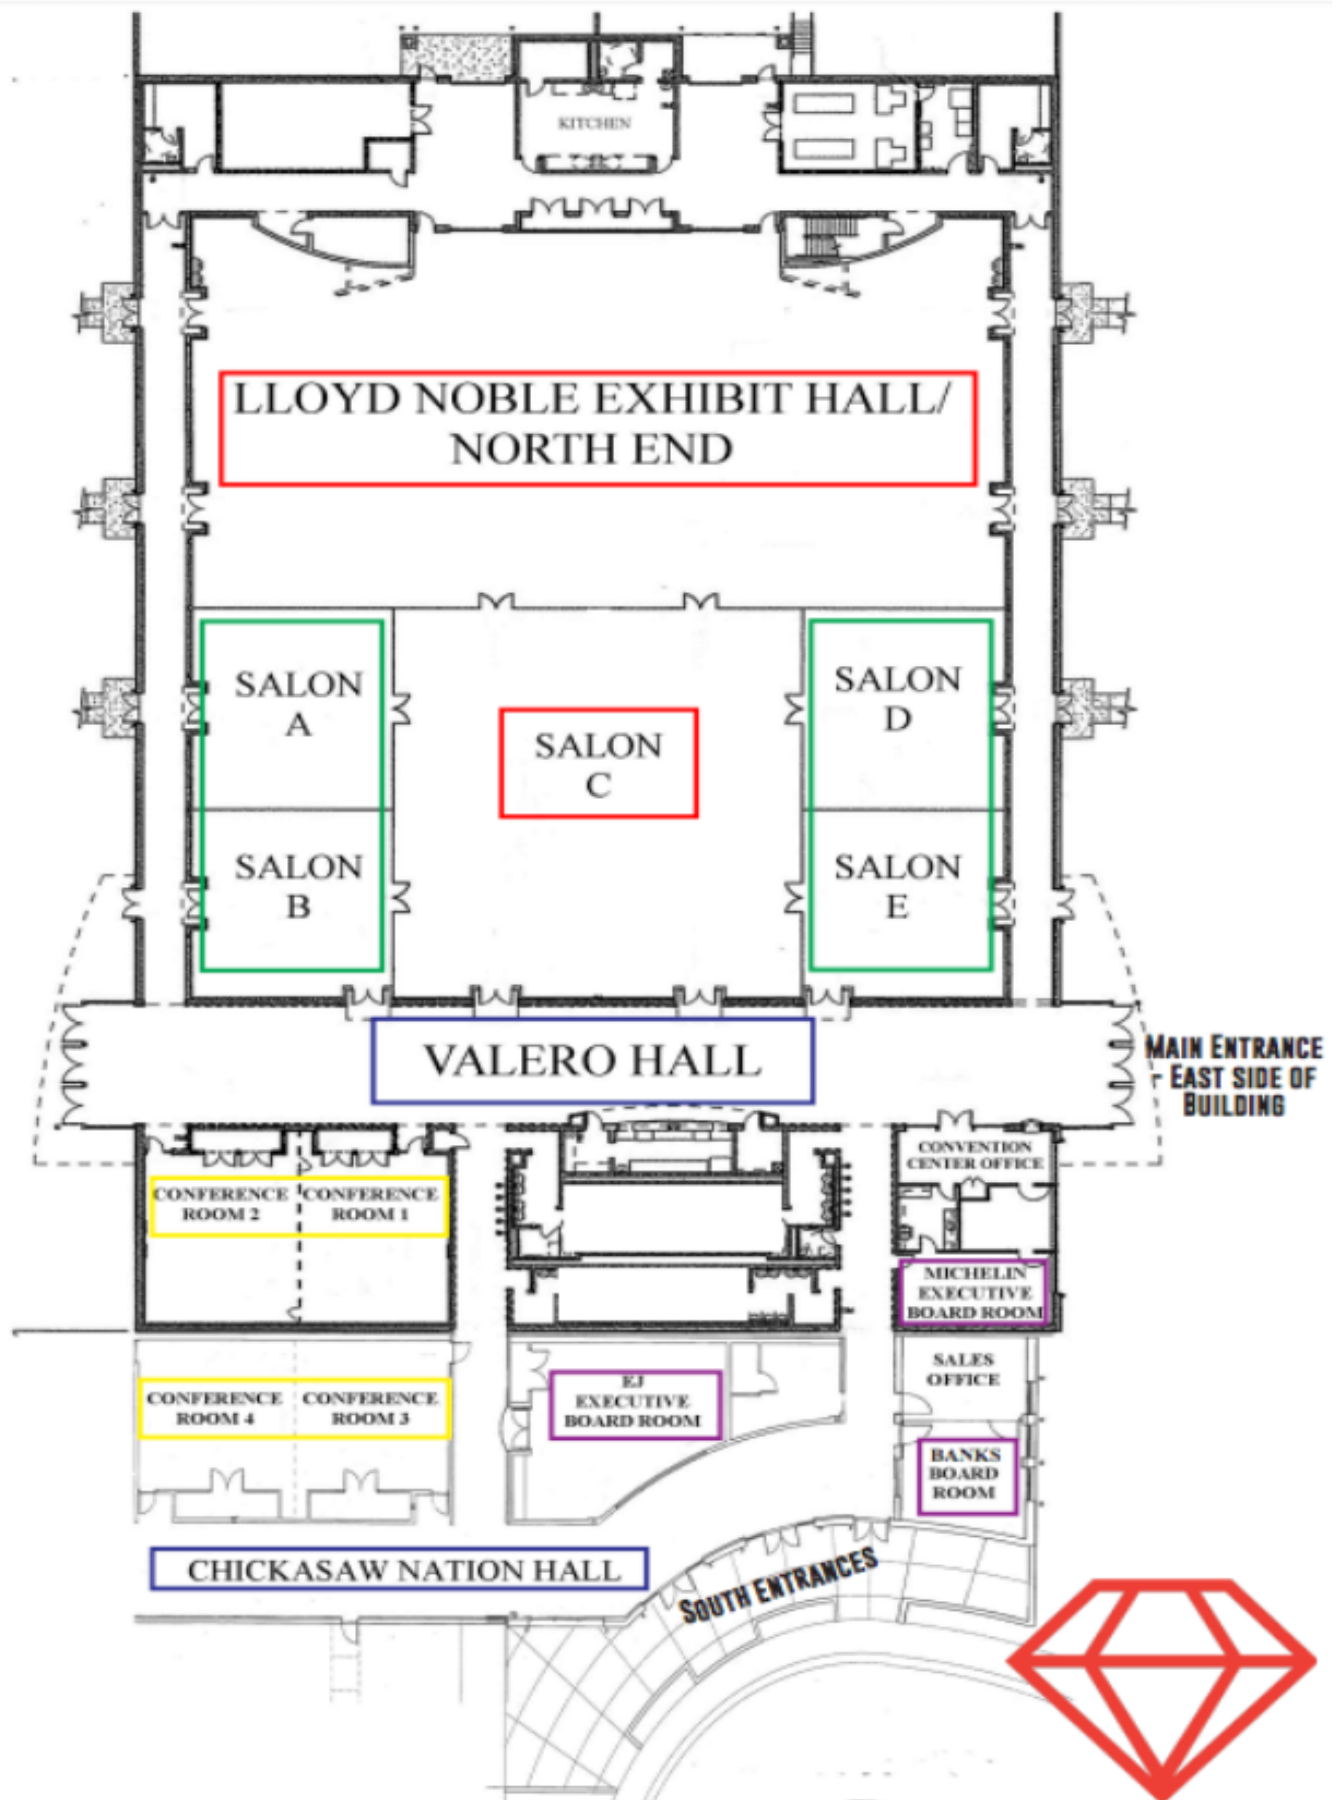 KITCHEN
LLOYD NOBLE EXHIBIT HALL/
NORTH END
SALON
A
SALON
D
SALON
C
SALON
B
SALON
E
VALERO HALL
MAIN ENTRANCE
- EAST SIDE OF
BUILDING
CONVENTION
CENTER OFFICE
CONFERENCE
ROOM 2
CONFERENCE
ROOM 1
MICHELIN
EXECUTIVE
BOARD ROOM
SALES
OFFICE
EJ
EXECUTIVE
BOARD ROOM
CONFERENCE
ROOM 4
CONFERENCE
ROOM 3
BANKS
BOARD
ROOM
CHICKASAW NATION HALL
SOUTH ENTRANCES